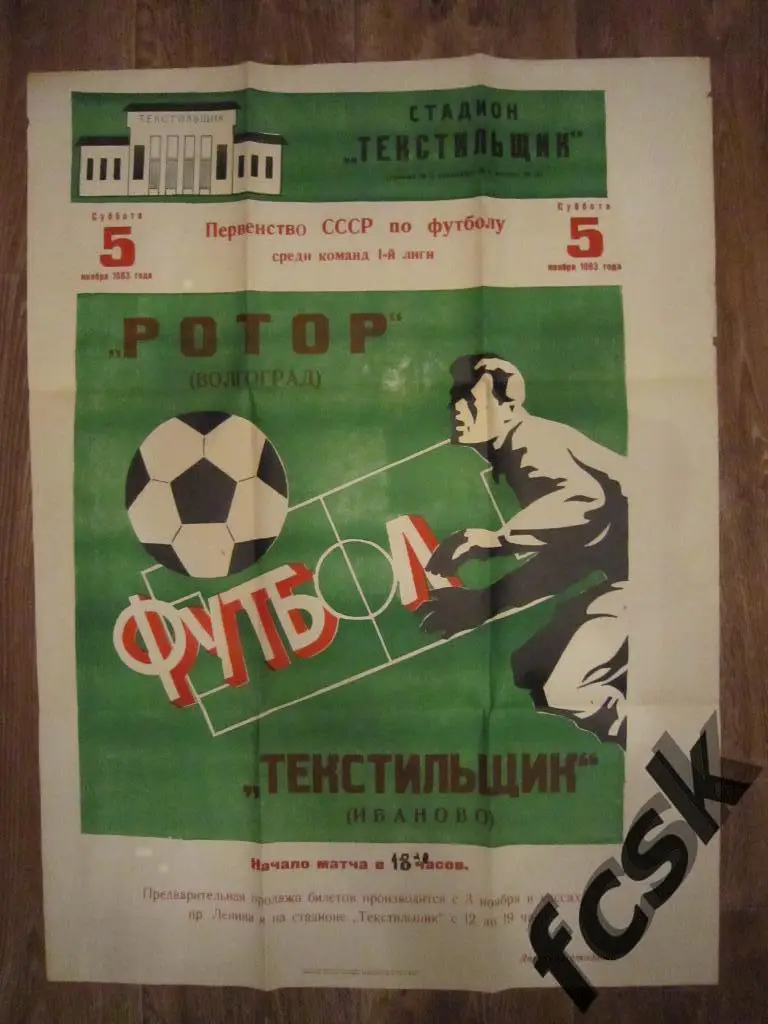 ТЕКСТИЛЬЩИК
СТАДИОН
„ТЕКСТИЛЬЩИК“
Суббота
5
ноября 1983 года
Первенство СССР по футболу
среди команд 1-й лиги
Суббота
5
ноября 1983 года
„РОТОР“
(ВОЛГОГРАД)
ФУТБОЛ
„ТЕКСТИЛЬЩИК“
(ИВАНОВО)
Начало матча в 18 часов.
Предварительная продажа билетов производится с 3 ноября в кассах
пр. Ленина и на стадионе „Текстильщик“ с 12 до 19
fcsk